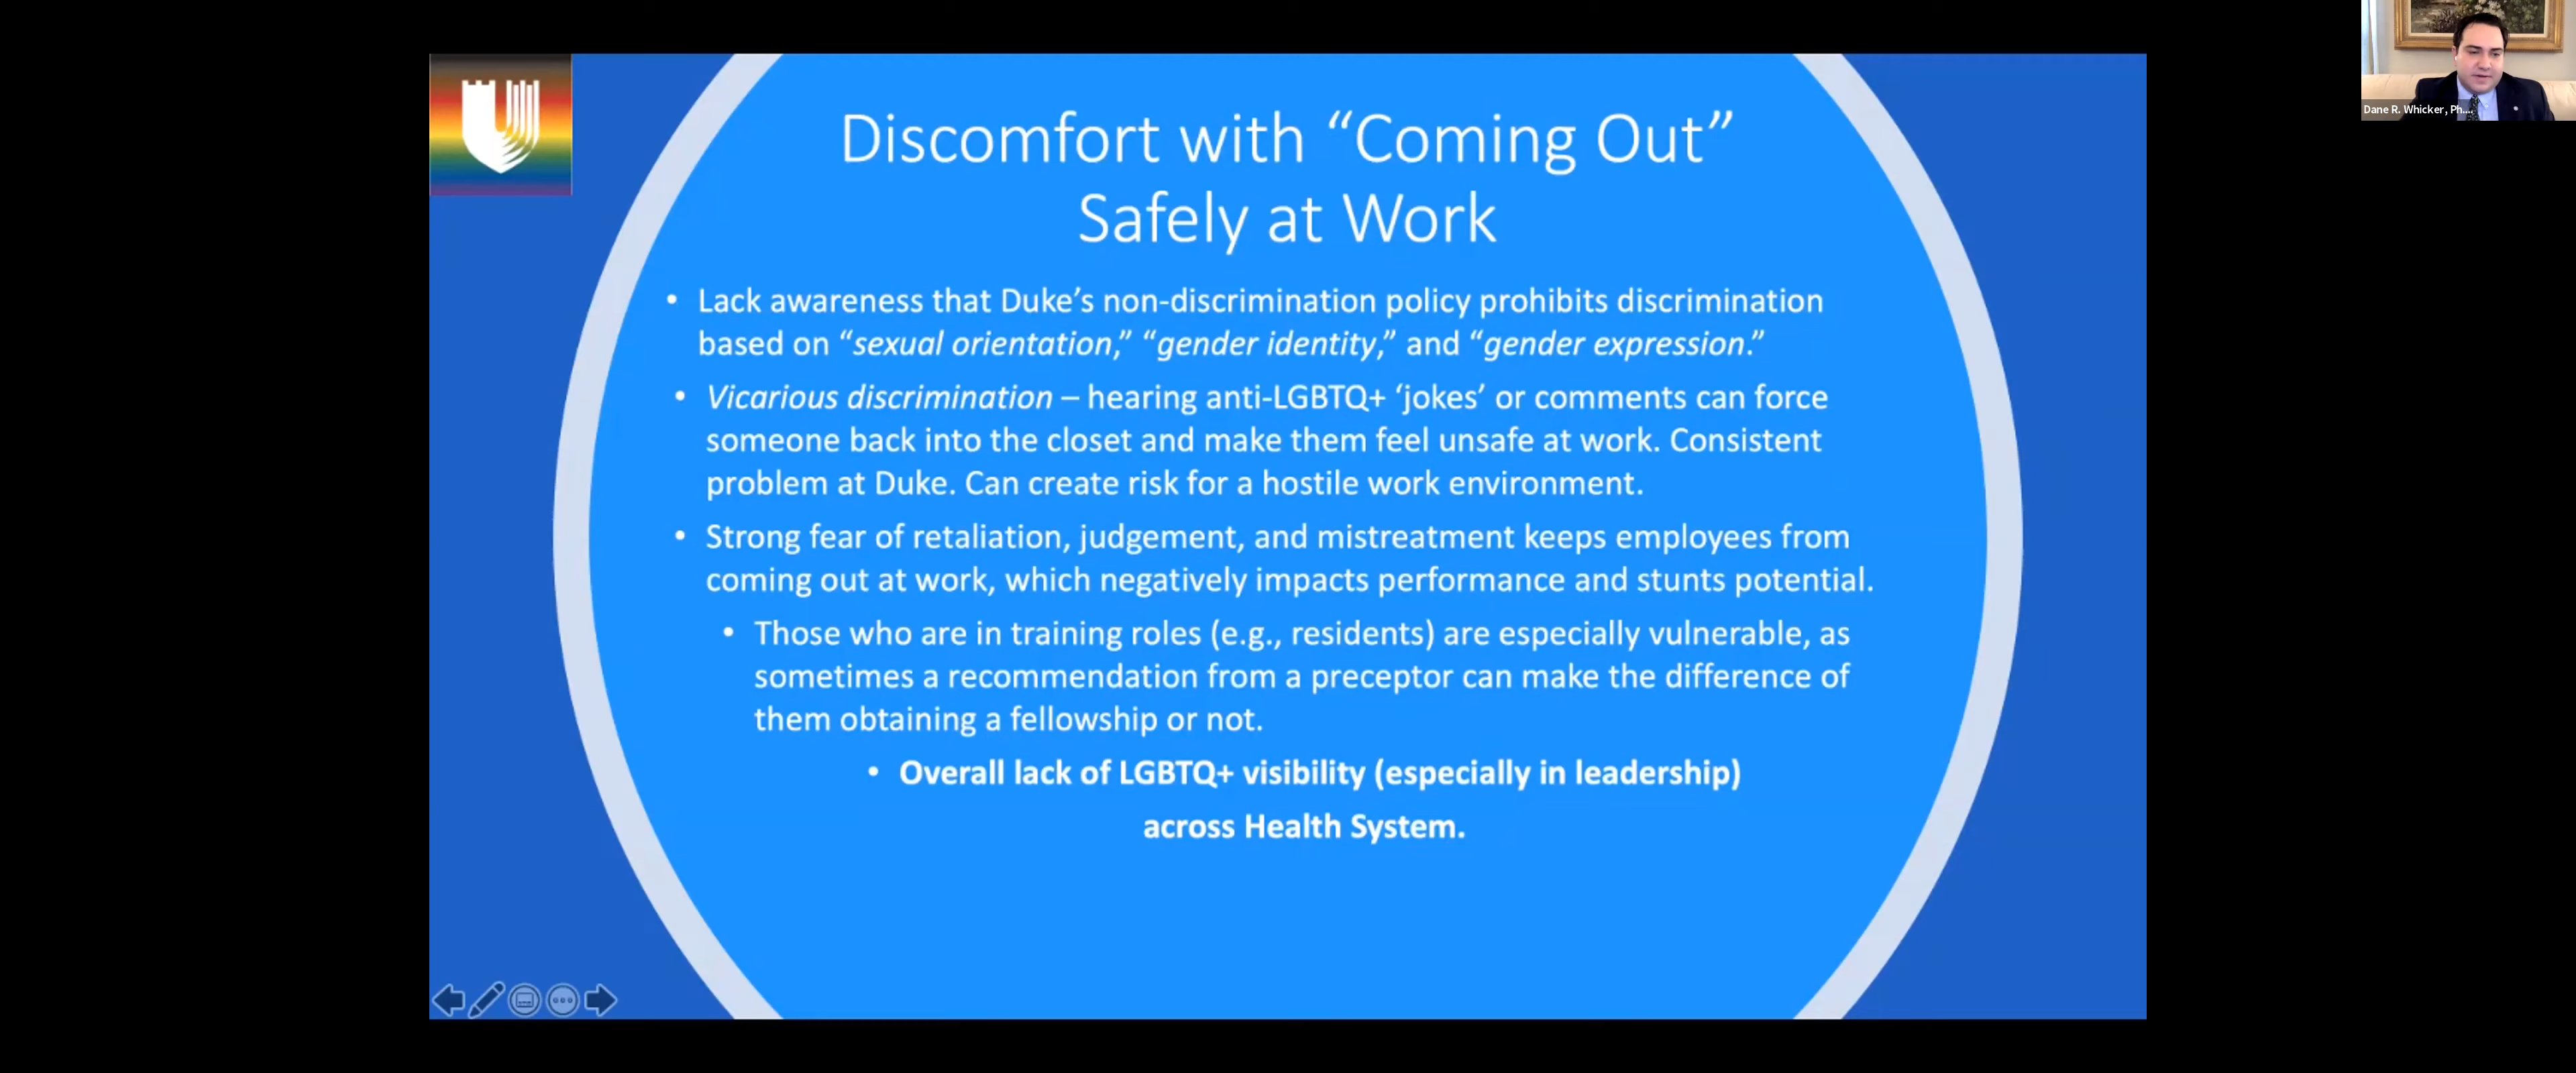 Discomfort with “Coming Out”
Safely at Work
• Lack awareness that Duke’s non-discrimination policy prohibits discrimination
based on “sexual orientation,” “gender identity,” and “gender expression.”
• Vicarious discrimination – hearing anti-LGBTQ+ ‘jokes’ or comments can force
someone back into the closet and make them feel unsafe at work. Consistent
problem at Duke. Can create risk for a hostile work environment.
• Strong fear of retaliation, judgement, and mistreatment keeps employees from
coming out at work, which negatively impacts performance and stunts potential.
• Those who are in training roles (e.g., residents) are especially vulnerable, as
sometimes a recommendation from a preceptor can make the difference of
them obtaining a fellowship or not.
• Overall lack of LGBTQ+ visibility (especially in leadership)
across Health System.
Dane R. Whicker, Ph....